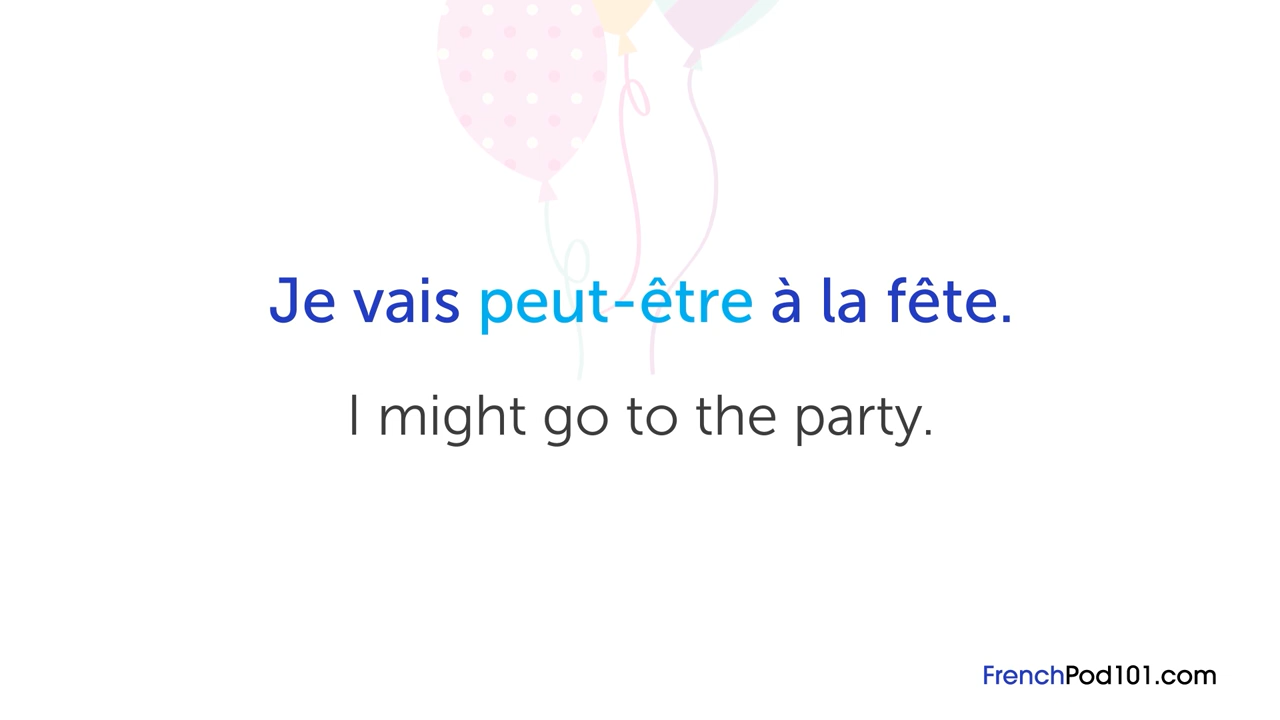 Je vais peut-être à la fête.
I might go to the party.
FrenchPod101.com